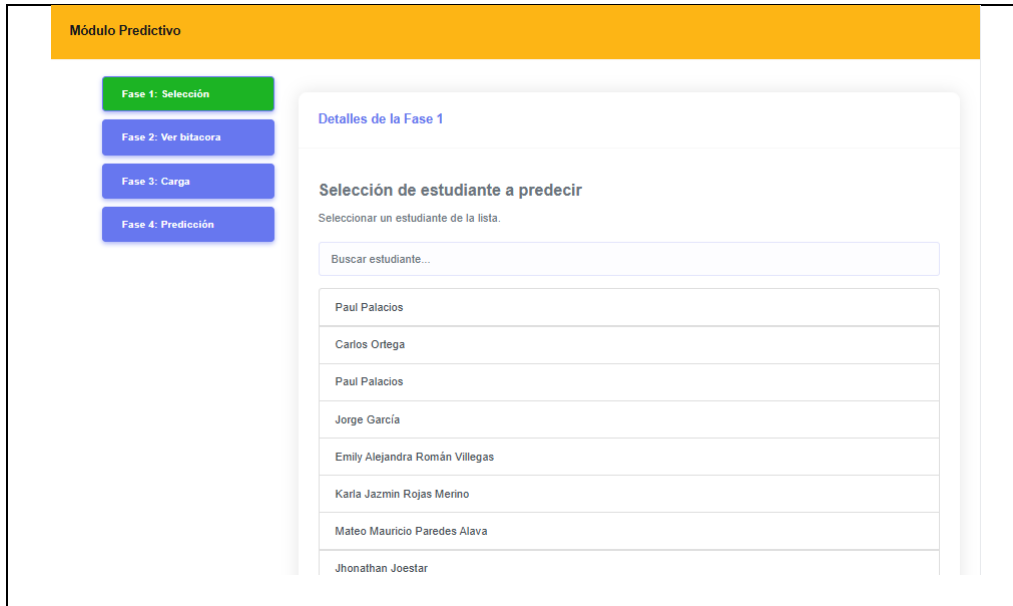 Módulo Predictivo
Fase 1: Selección
Fase 2: Ver bitacora
Fase 3: Carga
Fase 4: Predicción
Detalles de la Fase 1
Selección de estudiante a predecir
Seleccionar un estudiante de la lista.
Buscar estudiante...
Paul Palacios
Carlos Ortega
Paul Palacios
Jorge García
Emily Alejandra Román Villegas
Karla Jazmin Rojas Merino
Mateo Mauricio Paredes Alava
Jhonathan Joestar